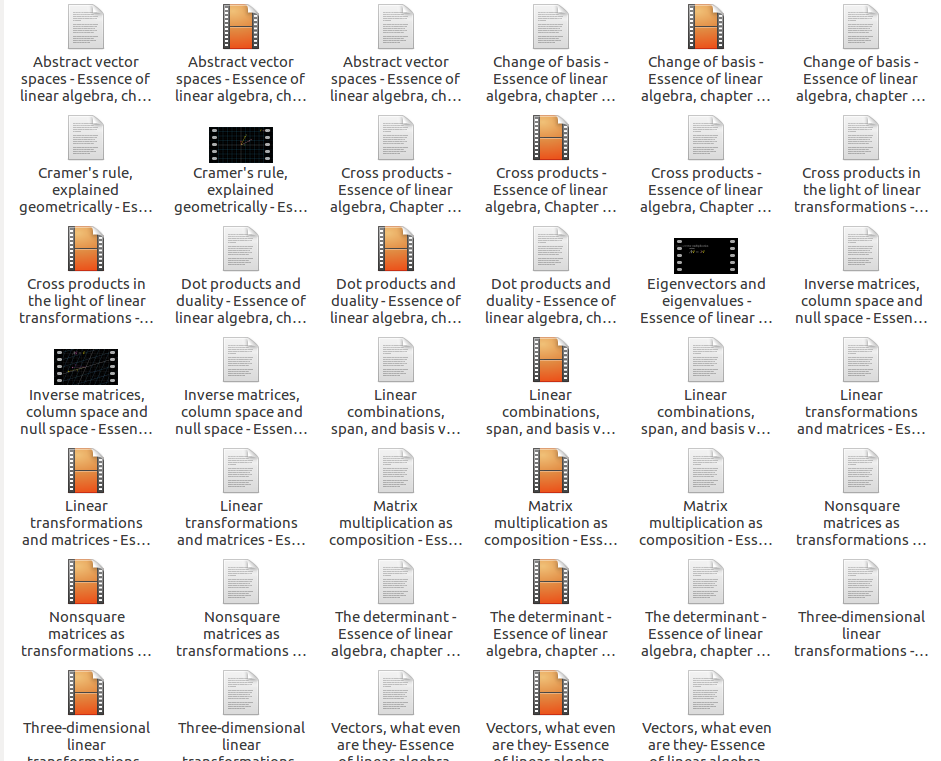 Abstract vector
spaces - Essence of
linear algebra, ch...
Abstract vector
spaces - Essence of
linear algebra, ch...
Abstract vector
spaces - Essence of
linear algebra, ch...
Change of basis -
Essence of linear
algebra, chapter ...
Change of basis -
Essence of linear
algebra, chapter ...
Change of basis -
Essence of linear
algebra, chapter ...
Cramer's rule,
explained
geometrically - Es...
Cramer's rule,
explained
geometrically - Es...
Cross products -
Essence of linear
algebra, Chapter ...
Cross products -
Essence of linear
algebra, Chapter ...
Cross products -
Essence of linear
algebra, Chapter ...
Cross products in
the light of linear
transformations -...
Cross products in
the light of linear
transformations -...
Dot products and
duality - Essence of
linear algebra, ch...
Dot products and
duality - Essence of
linear algebra, ch...
Dot products and
duality - Essence of
linear algebra, ch...
Eigenvectors and
eigenvalues -
Essence of linear ...
Inverse matrices,
column space and
null space - Essen...
Inverse matrices,
column space and
null space - Essen...
Inverse matrices,
column space and
null space - Essen...
Linear
combinations,
span, and basis v...
Linear
combinations,
span, and basis v...
Linear
combinations,
span, and basis v...
Linear
transformations
and matrices - Es...
Linear
transformations
and matrices - Es...
Linear
transformations
and matrices - Es...
Matrix
multiplication as
composition - Ess...
Matrix
multiplication as
composition - Ess...
Matrix
multiplication as
composition - Ess...
Nonsquare
matrices as
transformations ...
Nonsquare
matrices as
transformations ...
Nonsquare
matrices as
transformations ...
The determinant -
Essence of linear
algebra, chapter ...
The determinant -
Essence of linear
algebra, chapter ...
The determinant -
Essence of linear
algebra, chapter ...
Three-dimensional
linear
transformations -...
Three-dimensional
linear
transformations
Three-dimensional
linear
transformations
Vectors, what even
are they- Essence
of linear algebra
Vectors, what even
are they- Essence
of linear algebra
Vectors, what even
are they- Essence
of linear algebra